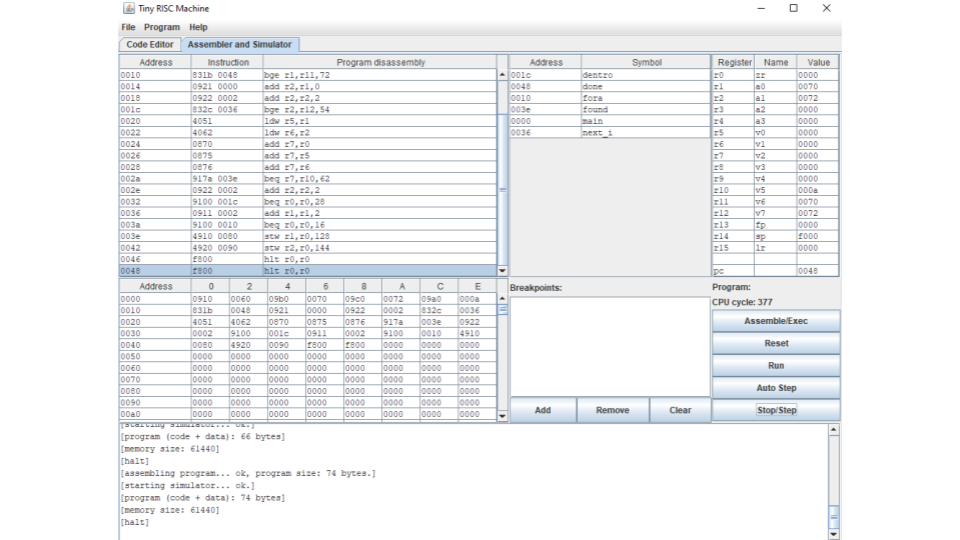 Tiny RISC Machine
File Program Help
Code Editor Assembler and Simulator
Address Instruction Program disassembly
0010 831b 0048 bge r1,r11,72
0014 0921 0000 add r2,r1,0
0018 0922 0002 add r2,r2,2
001c 832c 0036 bge r2,r12,54
0020 4051 ldw r5,r1
0022 4062 ldw r6,r2
0024 0870 add r7,r0
0026 0875 add r7,r5
0028 0876 add r7,r6
002a 917a 003e beq r7,r10,62
002e 0922 0002 add r2,r2,2
0032 9100 001c beq r0,r0,28
0036 0911 0002 add r1,r1,2
003a 9100 0010 beq r0,r0,16
003e 4910 0080 stw r1,r0,128
0042 4920 0090 stw r2,r0,144
0046 f800 hlt r0,r0
0048 f800 hlt r0,r0
Address Symbol
001c dentro
0048 done
0010 fora
003e found
0000 main
0036 next_i
Register Name Value
r0 zr 0000
r1 a0 0070
r2 a1 0072
r3 a2 0000
r4 a3 0000
r5 v0 0000
r6 v1 0000
r7 v2 0000
r8 v3 0000
r9 v4 0000
r10 v5 000a
r11 v6 0070
r12 v7 0072
r13 fp 0000
r14 sp f000
r15 lr 0000
pc 0048
Address 0 2 4 6 8 A C E
0000 0910 0060 09b0 0070 09c0 0072 09a0 000a
0010 831b 0048 0921 0000 0922 0002 832c 0036
0020 4051 4062 0870 0875 0876 917a 003e 0922
0030 0002 9100 001c 0911 0002 9100 0010 4910
0040 0080 4920 0090 f800 f800 0000 0000 0000
0050 0000 0000 0000 0000 0000 0000 0000 0000
0060 0000 0000 0000 0000 0000 0000 0000 0000
0070 0000 0000 0000 0000 0000 0000 0000 0000
0080 0000 0000 0000 0000 0000 0000 0000 0000
0090 0000 0000 0000 0000 0000 0000 0000 0000
00a0 0000 0000 0000 0000 0000 0000 0000 0000
Breakpoints:
Add Remove Clear
Program:
CPU cycle: 377
Assemble/Exec
Reset
Run
Auto Step
Stop/Step
[starting simulator... ok.]
[program (code + data): 66 bytes]
[memory size: 61440]
[halt]
[assembling program... ok, program size: 74 bytes.]
[starting simulator... ok.]
[program (code + data): 74 bytes]
[memory size: 61440]
[halt]